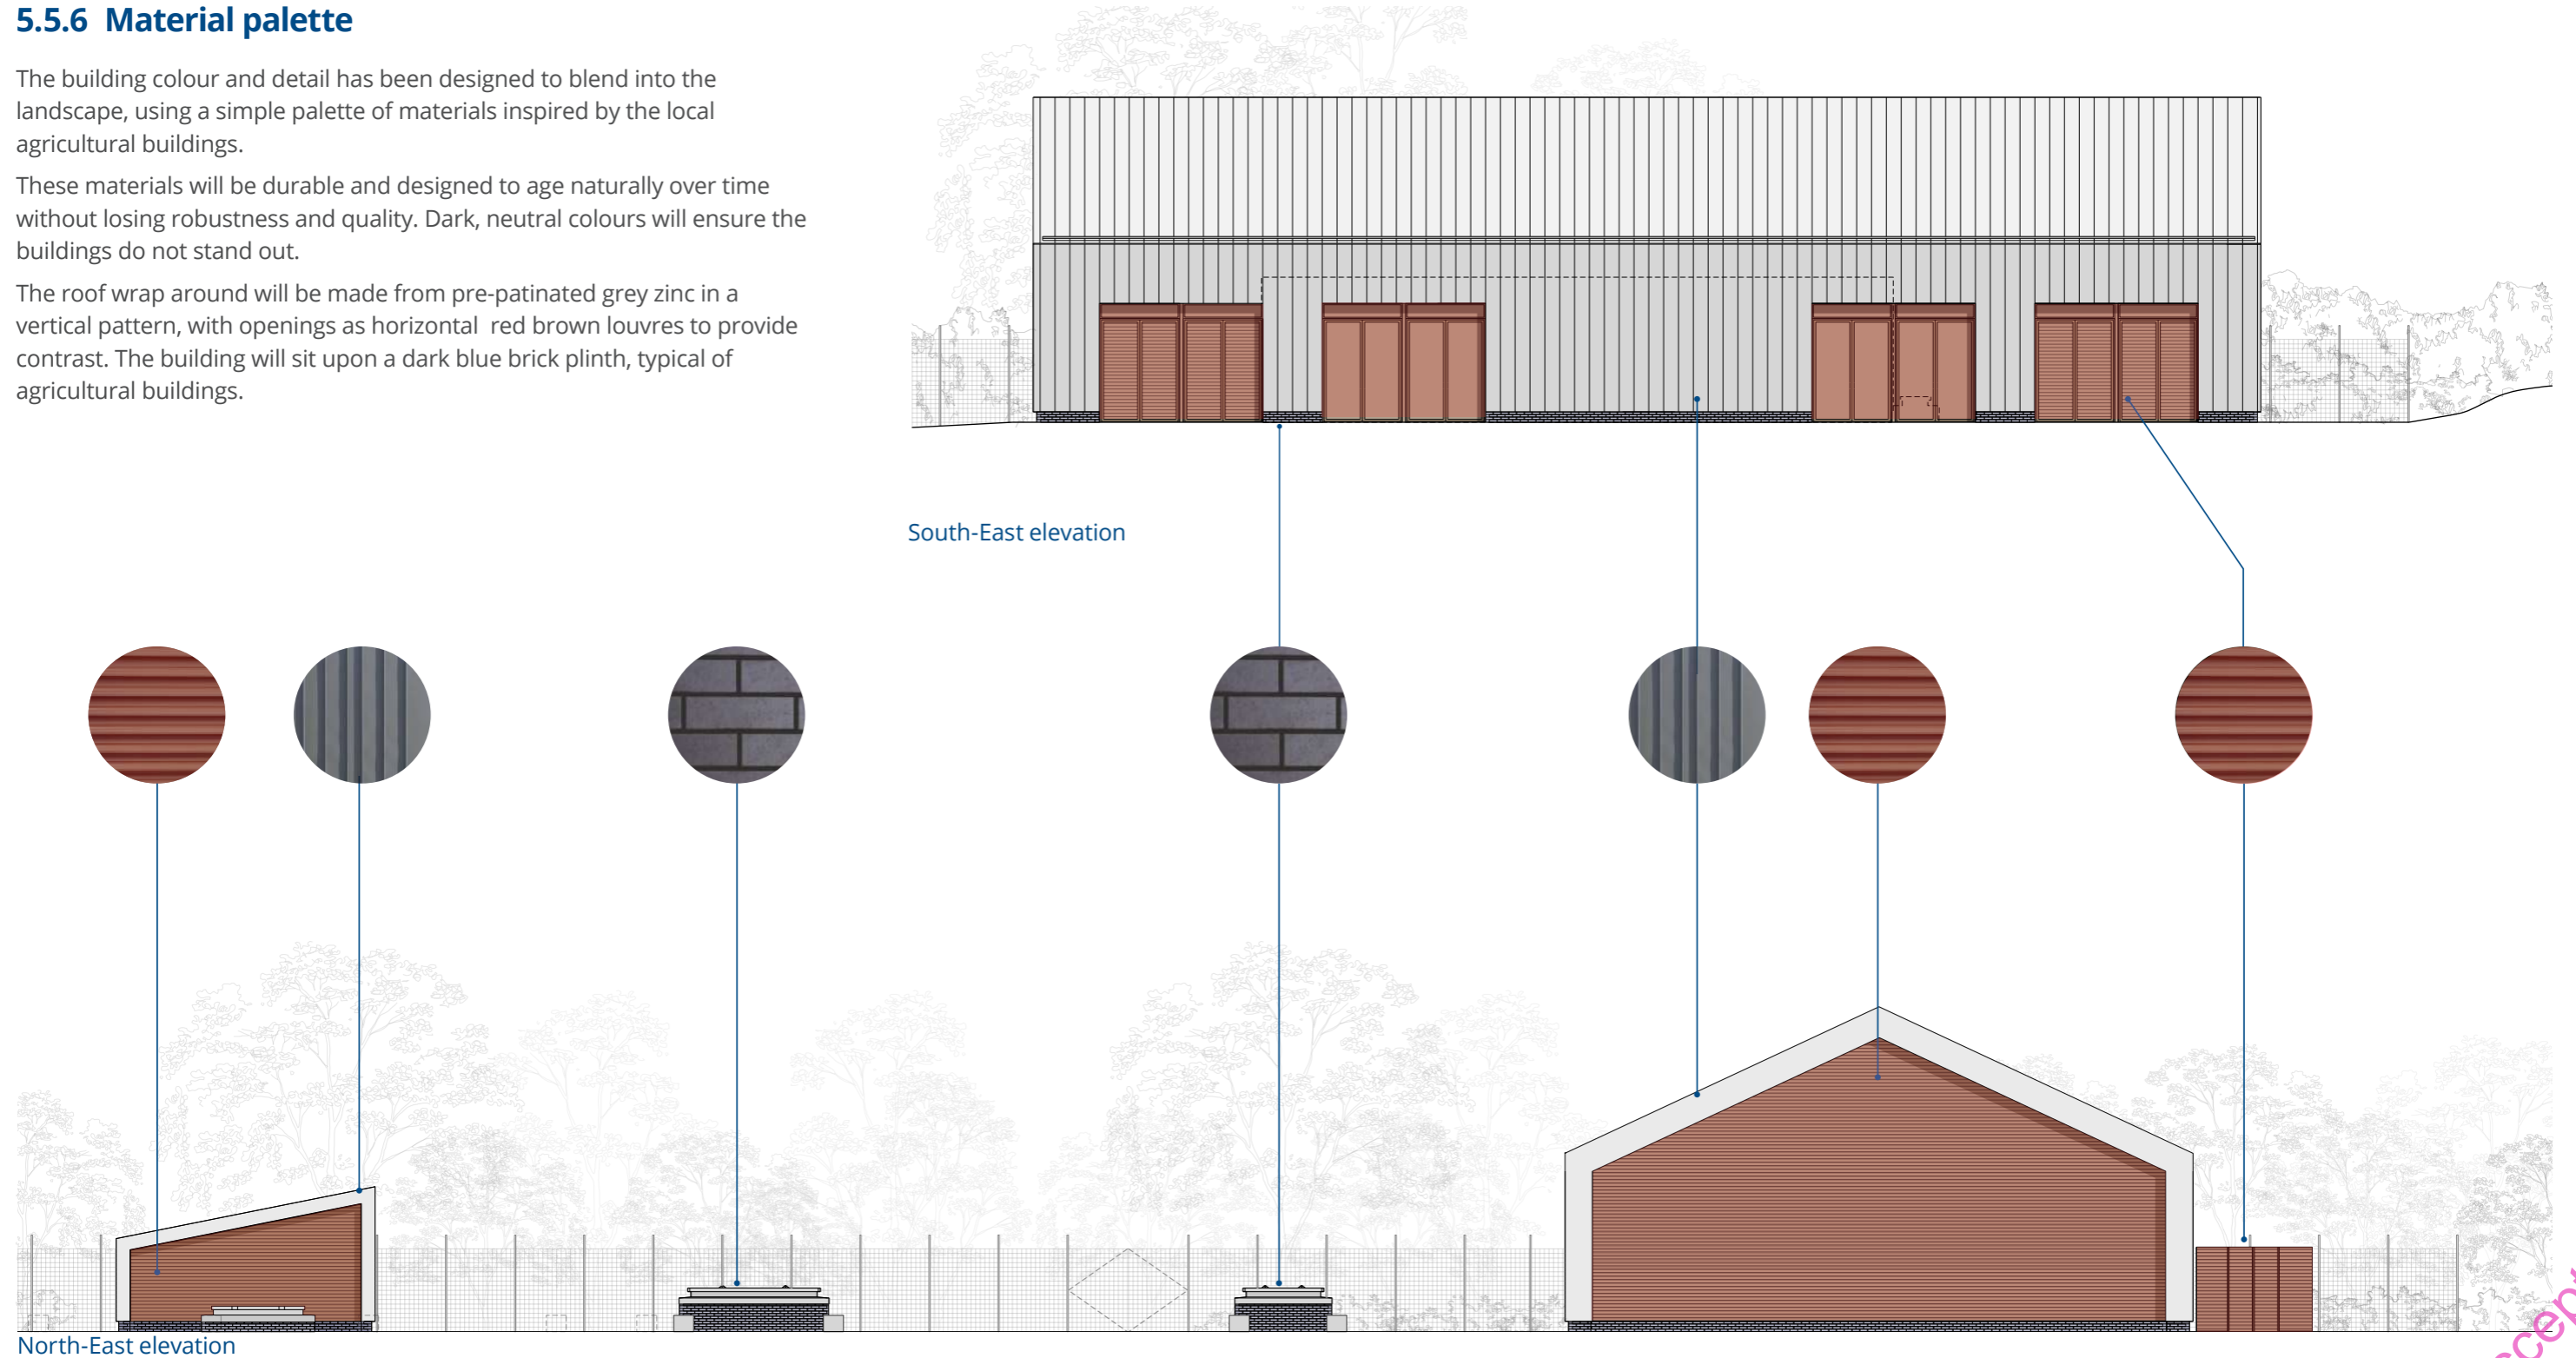 5.5.6 Material palette
The building colour and detail has been designed to blend into the
landscape, using a simple palette of materials inspired by the local
agricultural buildings.
These materials will be durable and designed to age naturally over time
without losing robustness and quality. Dark, neutral colours will ensure the
buildings do not stand out.
The roof wrap around will be made from pre-patinated grey zinc in a
vertical pattern, with openings as horizontal red brown louvres to provide
contrast. The building will sit upon a dark blue brick plinth, typical of
agricultural buildings.
South-East elevation
North-East elevation